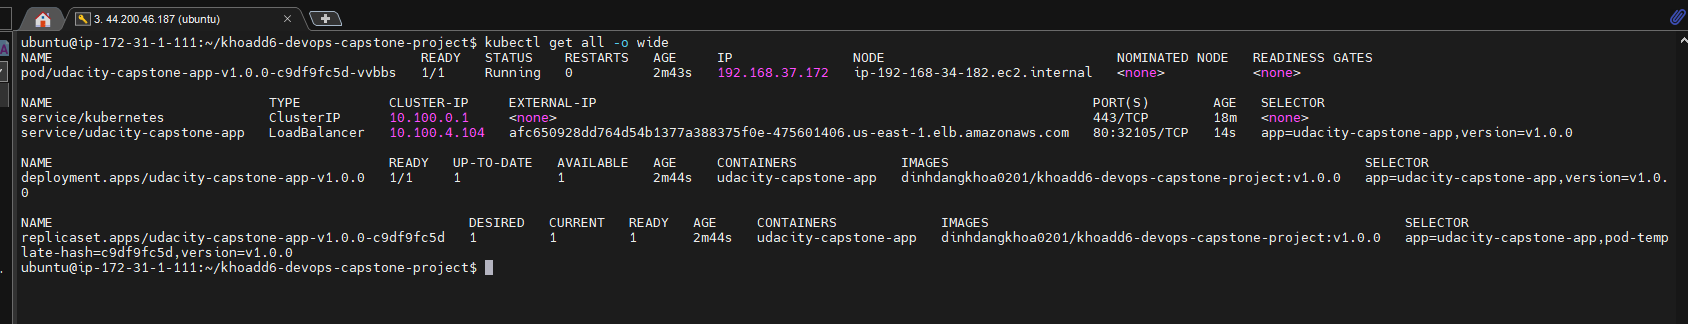 3. 44.200.46.187 (ubuntu)
ubuntu@ip-172-31-1-111:~/khoadd6-devops-capstone-project$ kubectl get all -o wide
NAME READY STATUS RESTARTS AGE IP NODE NOMINATED NODE READINESS GATES
pod/udacity-capstone-app-v1.0.0-c9df9fc5d-vvbbs 1/1 Running 0 2m43s 192.168.37.172 ip-192-168-34-182.ec2.internal <none> <none>
NAME TYPE CLUSTER-IP EXTERNAL-IP PORT(S) AGE SELECTOR
service/kubernetes ClusterIP 10.100.0.1 <none> 443/TCP 18m <none>
service/udacity-capstone-app LoadBalancer 10.100.4.104 afc650928dd764d54b1377a388375f0e-475601406.us-east-1.elb.amazonaws.com 80:32105/TCP 14s app=udacity-capstone-app,version=v1.0.0
NAME READY UP-TO-DATE AVAILABLE AGE CONTAINERS IMAGES SELECTOR
deployment.apps/udacity-capstone-app-v1.0.0 1/1 1 1 2m44s udacity-capstone-app dinhdangkhoa0201/khoadd6-devops-capstone-project:v1.0.0 app=udacity-capstone-app,version=v1.0.
0
NAME DESIRED CURRENT READY AGE CONTAINERS IMAGES SELECTOR
replicaset.apps/udacity-capstone-app-v1.0.0-c9df9fc5d 1 1 1 2m44s udacity-capstone-app dinhdangkhoa0201/khoadd6-devops-capstone-project:v1.0.0 app=udacity-capstone-app,pod-temp
late-hash=c9df9fc5d,version=v1.0.0
ubuntu@ip-172-31-1-111:~/khoadd6-devops-capstone-project$